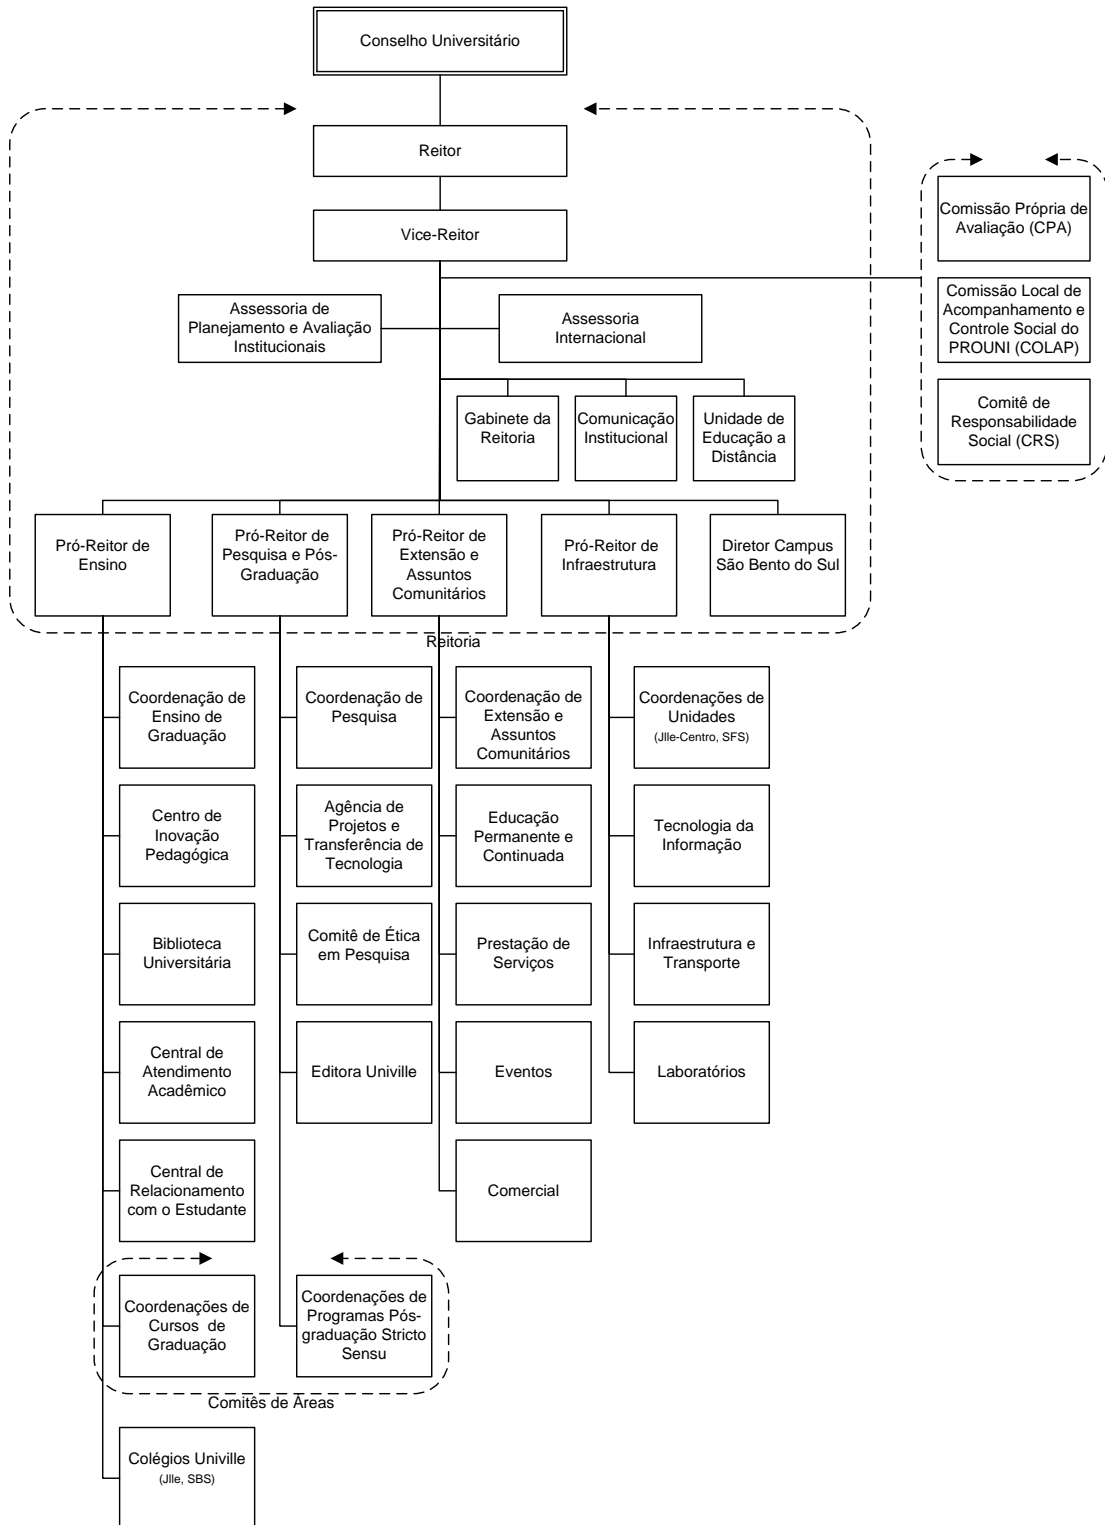 Conselho Universitário
Reitor
Vice-Reitor
Comissão Própria de
Avaliação (CPA)
Comissão Local de
Acompanhamento e
Controle Social do
PROUNI (COLAP)
Comitê de
Responsabilidade
Social (CRS)
Assessoria de
Planejamento e Avaliação
Institucionais
Assessoria
Internacional
Gabinete da
Reitoria
Comunicação
Institucional
Unidade de
Educação a
Distância
Pró-Reitor de
Ensino
Pró-Reitor de
Pesquisa e Pós-
Graduação
Pró-Reitor de
Extensão e
Assuntos
Comunitários
Pró-Reitor de
Infraestrutura
Diretor Campus
São Bento do Sul
Reitoria
Coordenação de
Ensino de
Graduação
Coordenação de
Pesquisa
Coordenação de
Extensão e
Assuntos
Comunitários
Coordenações de
Unidades
(Jlle-Centro, SFS)
Centro de
Inovação
Pedagógica
Agência de
Projetos e
Transferência de
Tecnologia
Educação
Permanente e
Continuada
Tecnologia da
Informação
Biblioteca
Universitária
Comitê de Ética
em Pesquisa
Prestação de
Serviços
Infraestrutura e
Transporte
Central de
Atendimento
Acadêmico
Editora Univille
Eventos
Laboratórios
Central de
Relacionamento
com o Estudante
Comercial
Coordenações de
Cursos de
Graduação
Coordenações de
Programas Pós-
graduação Stricto
Sensu
Comitês de Áreas
Colégios Univille
(Jlle, SBS)